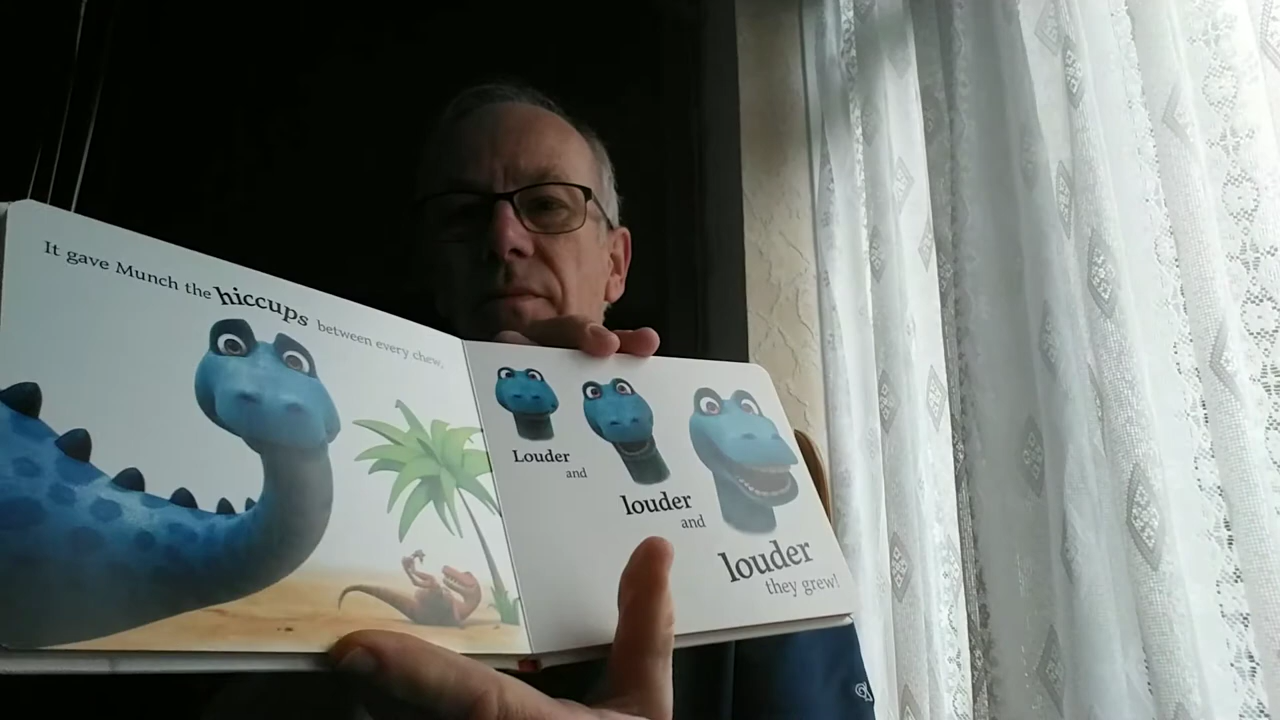 It gave Munch the hiccups between every chew.
Louder
and
louder
and
louder
they grew!